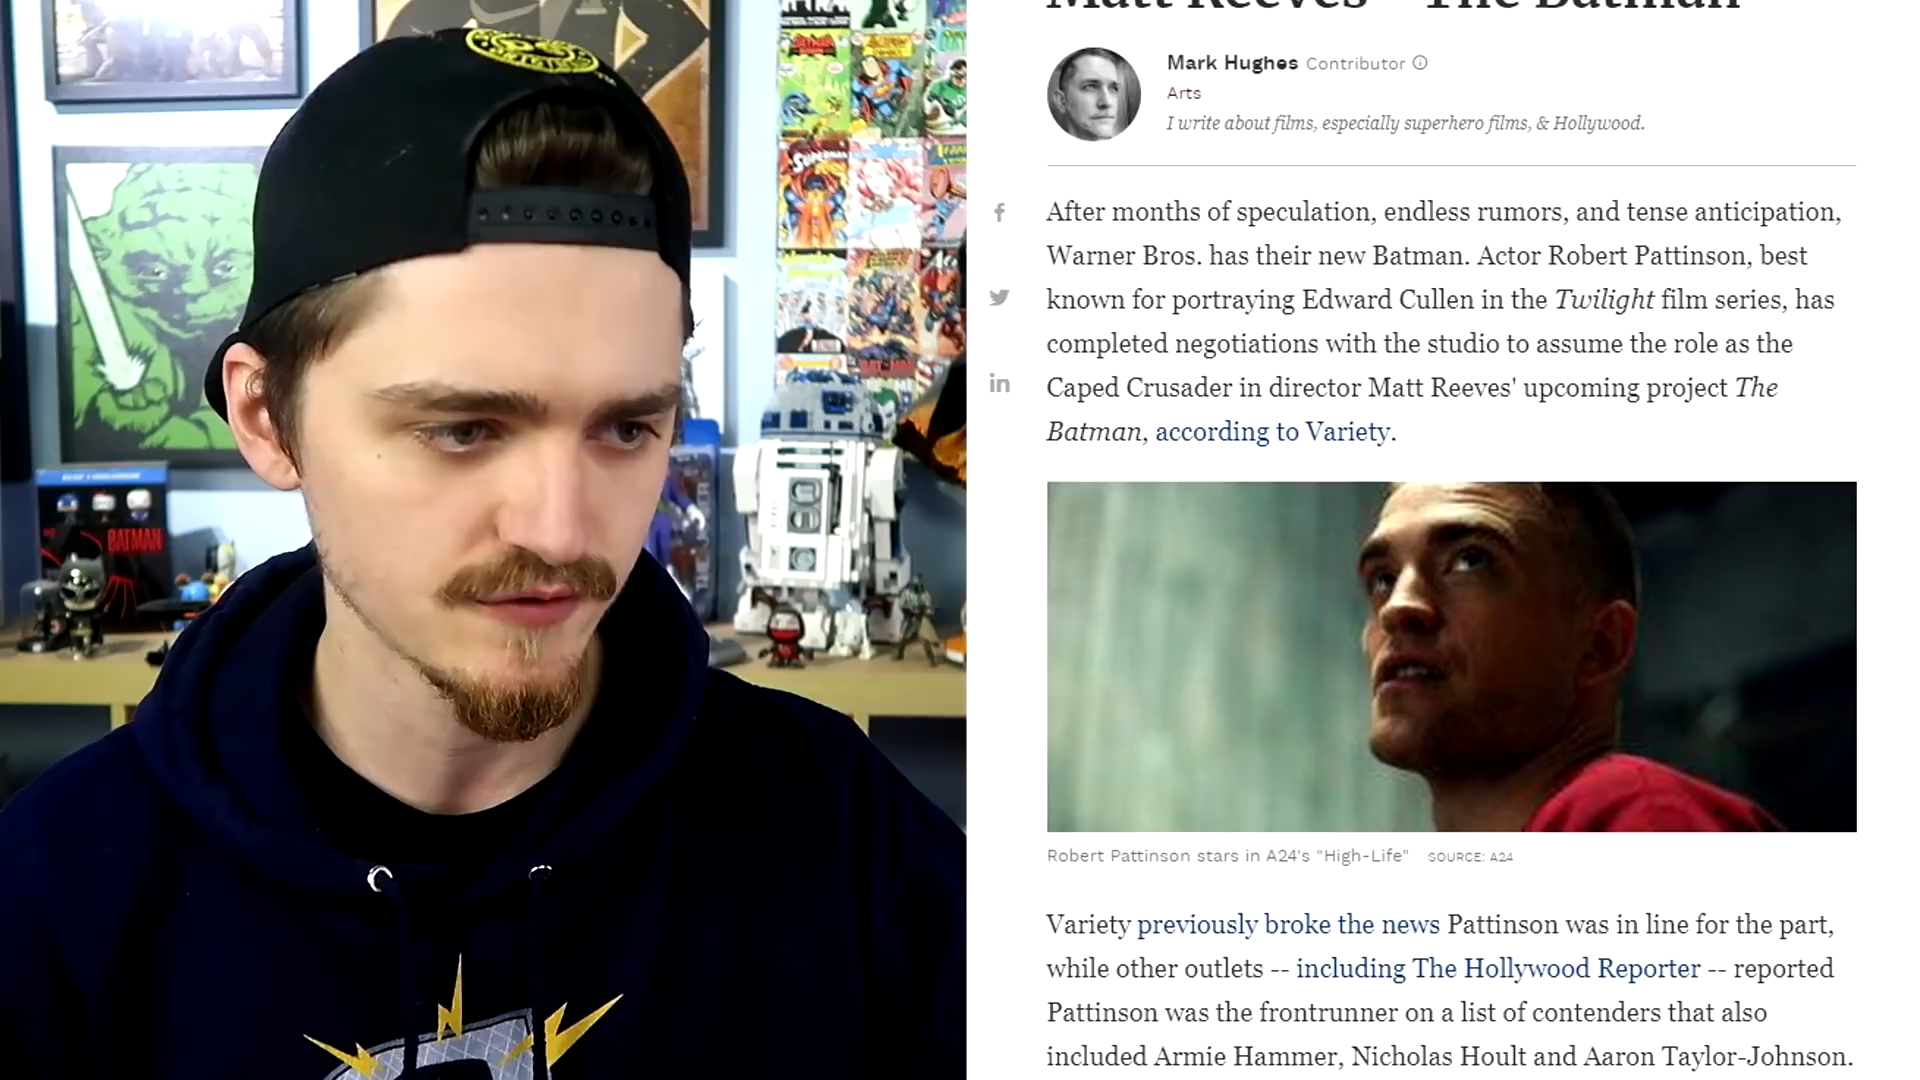 Matt Reeves' 'The Batman'
Mark Hughes Contributor
Arts
I write about films, especially superhero films, & Hollywood.
After months of speculation, endless rumors, and tense anticipation,
Warner Bros. has their new Batman. Actor Robert Pattinson, best
known for portraying Edward Cullen in the Twilight film series, has
completed negotiations with the studio to assume the role as the
Caped Crusader in director Matt Reeves' upcoming project The
Batman, according to Variety.
Robert Pattinson stars in A24's "High-Life" SOURCE: A24
Variety previously broke the news Pattinson was in line for the part,
while other outlets -- including The Hollywood Reporter -- reported
Pattinson was the frontrunner on a list of contenders that also
included Armie Hammer, Nicholas Hoult and Aaron Taylor-Johnson.
SUPERMAN
BATMAN